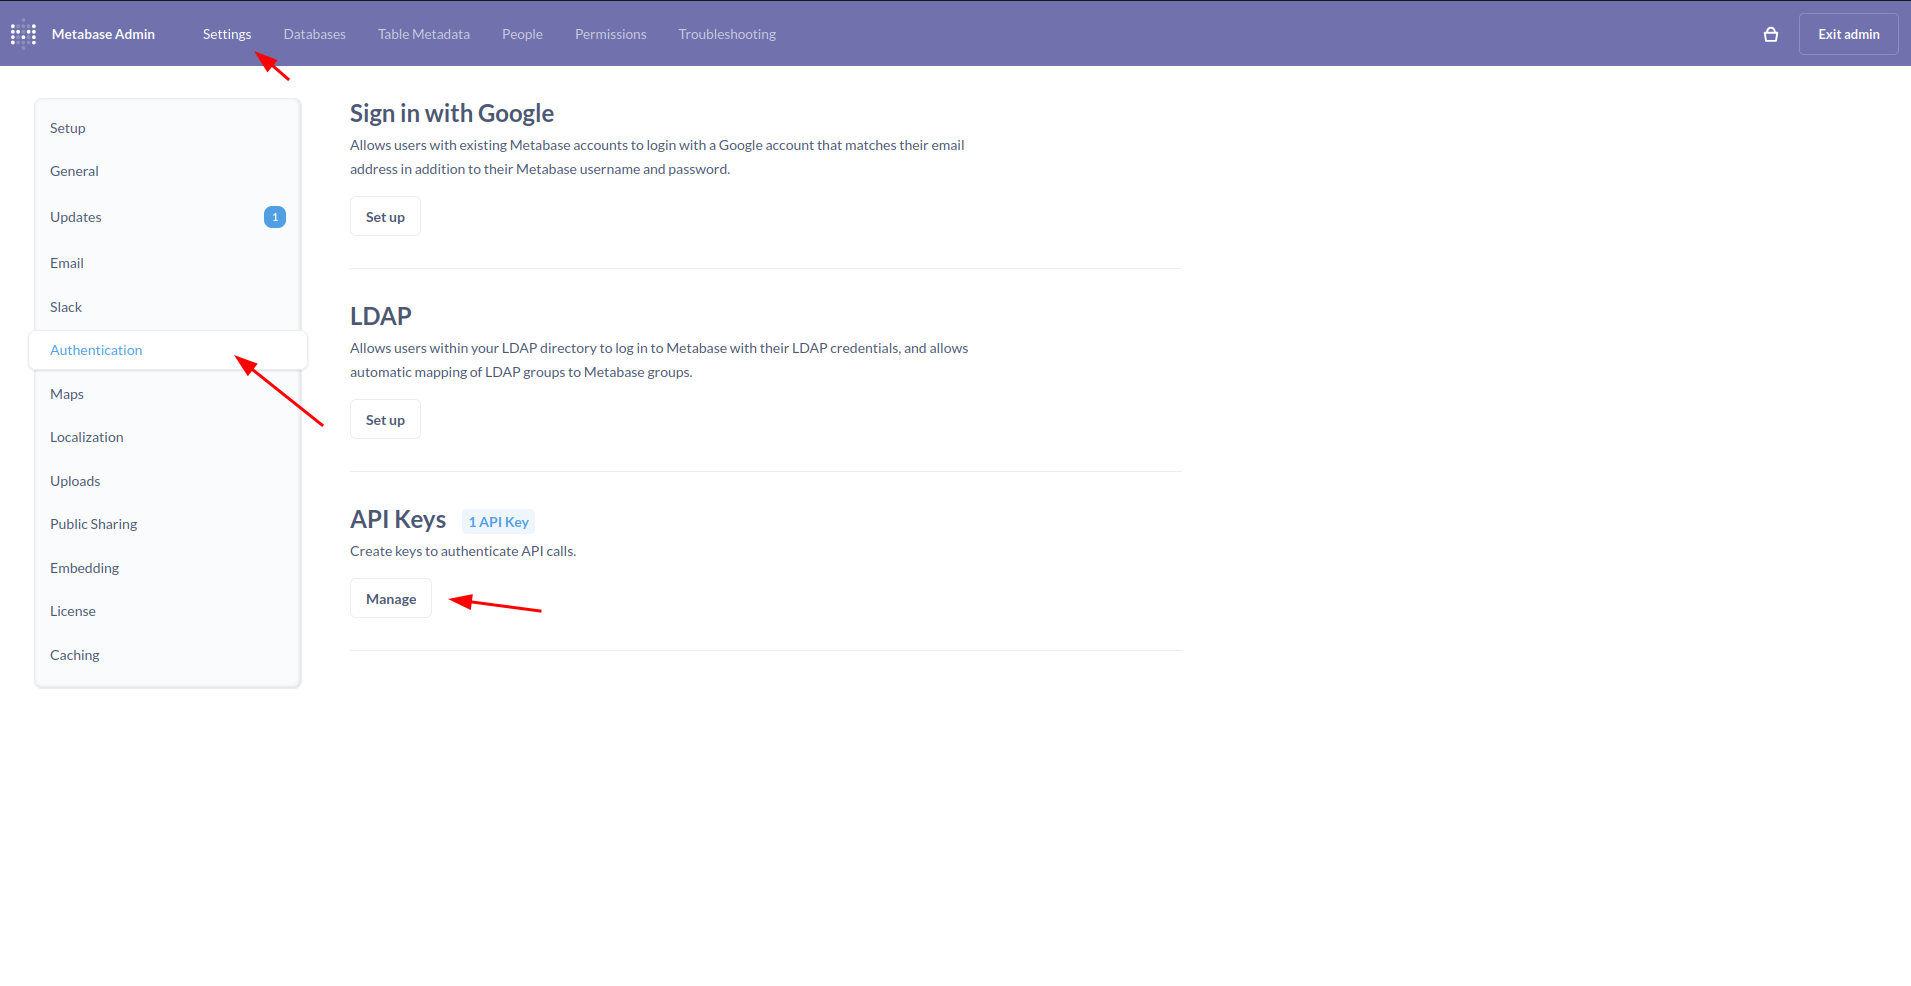 Metabase Admin Settings Databases Table Metadata People Permissions Troubleshooting Exit admin
Setup
General
Updates 1
Email
Slack
Authentication
Maps
Localization
Uploads
Public Sharing
Embedding
License
Caching
Sign in with Google
Allows users with existing Metabase accounts to login with a Google account that matches their email
address in addition to their Metabase username and password.
Set up
LDAP
Allows users within your LDAP directory to log in to Metabase with their LDAP credentials, and allows
automatic mapping of LDAP groups to Metabase groups.
Set up
API Keys 1 API Key
Create keys to authenticate API calls.
Manage